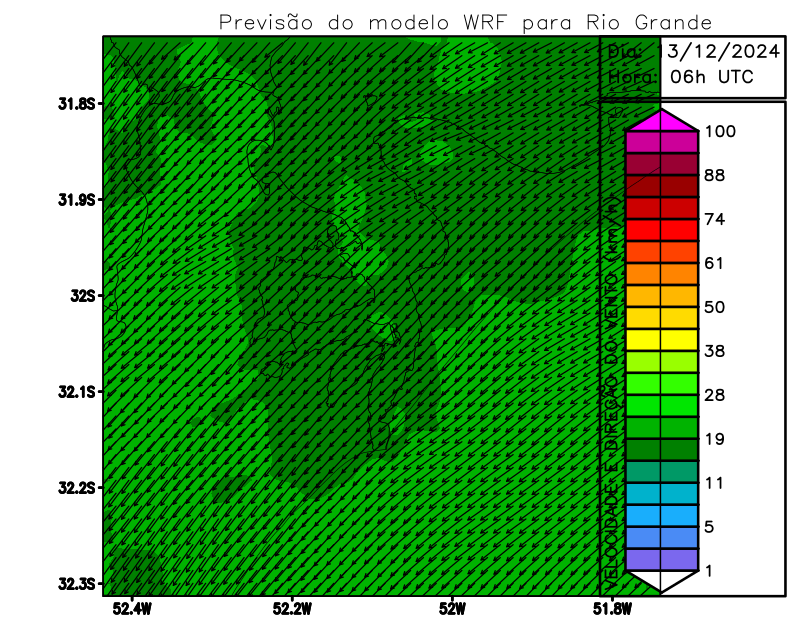 Previsão do modelo WRF para Rio Grande
Dia: 13/12/2024
Hora: 06h UTC
31.8S
31.9S
32S
32.1S
32.2S
32.3S
52.4W
52.2W
52W
51.8W
VELOCIDADE E DIREÇÃO DO VENTO (km/h)
100
88
74
61
50
38
28
19
11
5
1